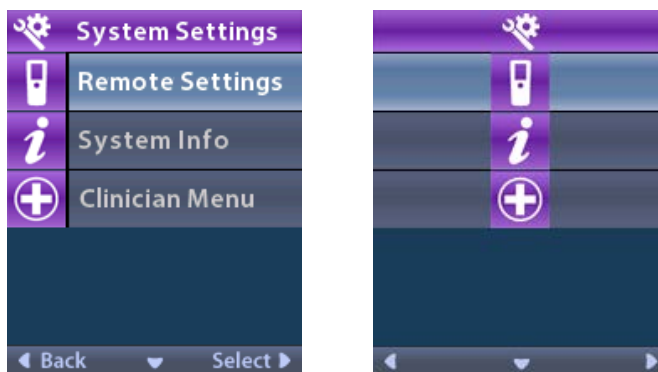 System Settings
Remote Settings
System Info
Clinician Menu
Back Select